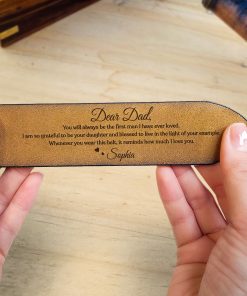 Dear Dad,
You will always be the first man I have ever loved.
I am so grateful to be your daughter and blessed to live in the light of your example.
Whenever you wear this belt, it reminds how much I love you.
Sophia